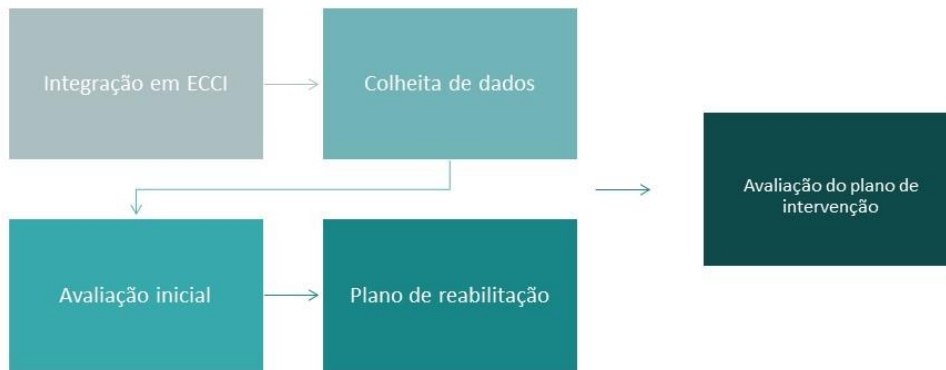 Integração em ECCI
Colheita de dados
Avaliação inicial
Plano de reabilitação
Avaliação do plano de
intervenção